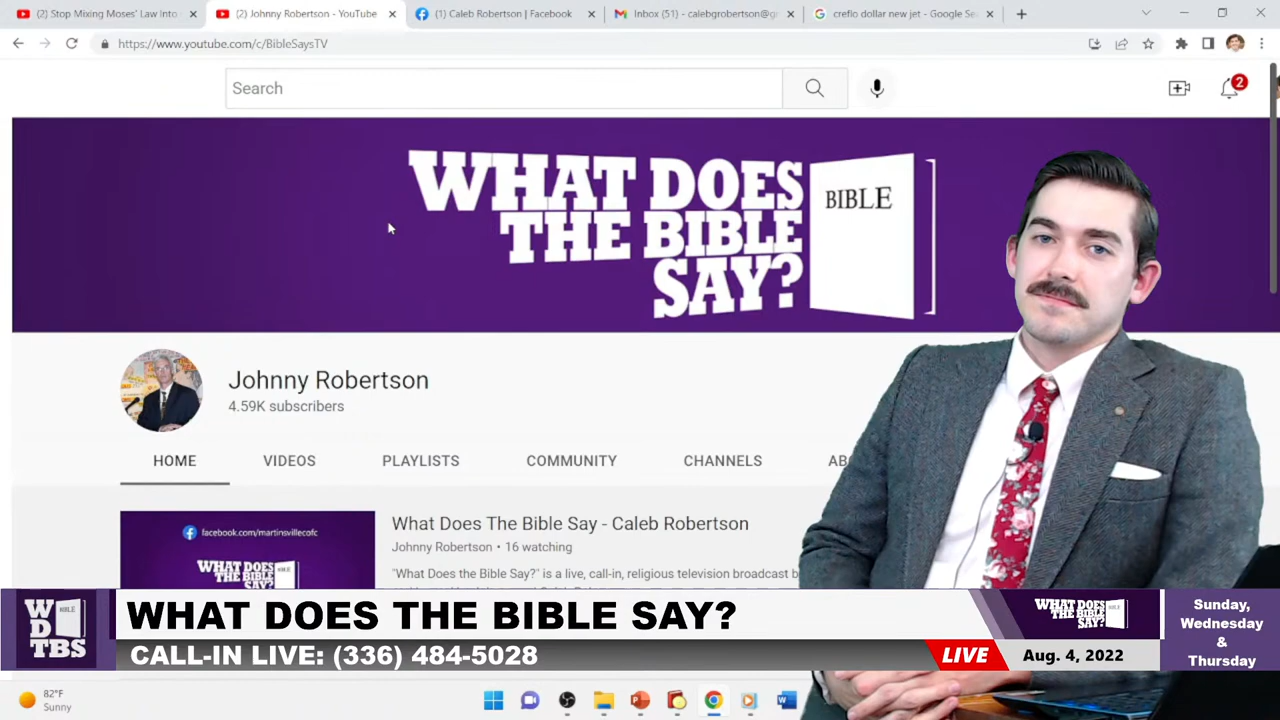 (2) Stop Mixing Moses' Law Into
(2) Johnny Robertson - YouTube
(1) Caleb Robertson | Facebook
Inbox (51) - calebgrobertson@g
creflo dollar new jet - Google Se
https://www.youtube.com/c/BibleSaysTV
Search
2
WHAT DOES
THE BIBLE
SAY?
BIBLE
Johnny Robertson
4.59K subscribers
HOME
VIDEOS
PLAYLISTS
COMMUNITY
CHANNELS
AB
facebook.com/martinsvillecofc
WHAT DOES
THE BIBLE
What Does The Bible Say - Caleb Robertson
Johnny Robertson • 16 watching
"What Does the Bible Say?" is a live, call-in, religious television broadcast b
W
D
TBS
BIBLE
WHAT DOES THE BIBLE SAY?
CALL-IN LIVE: (336) 484-5028
WHAT DOES
THE BIBLE
SAY?
LIVE
Aug. 4, 2022
Sunday,
Wednesday
&
Thursday
82°F
Sunny